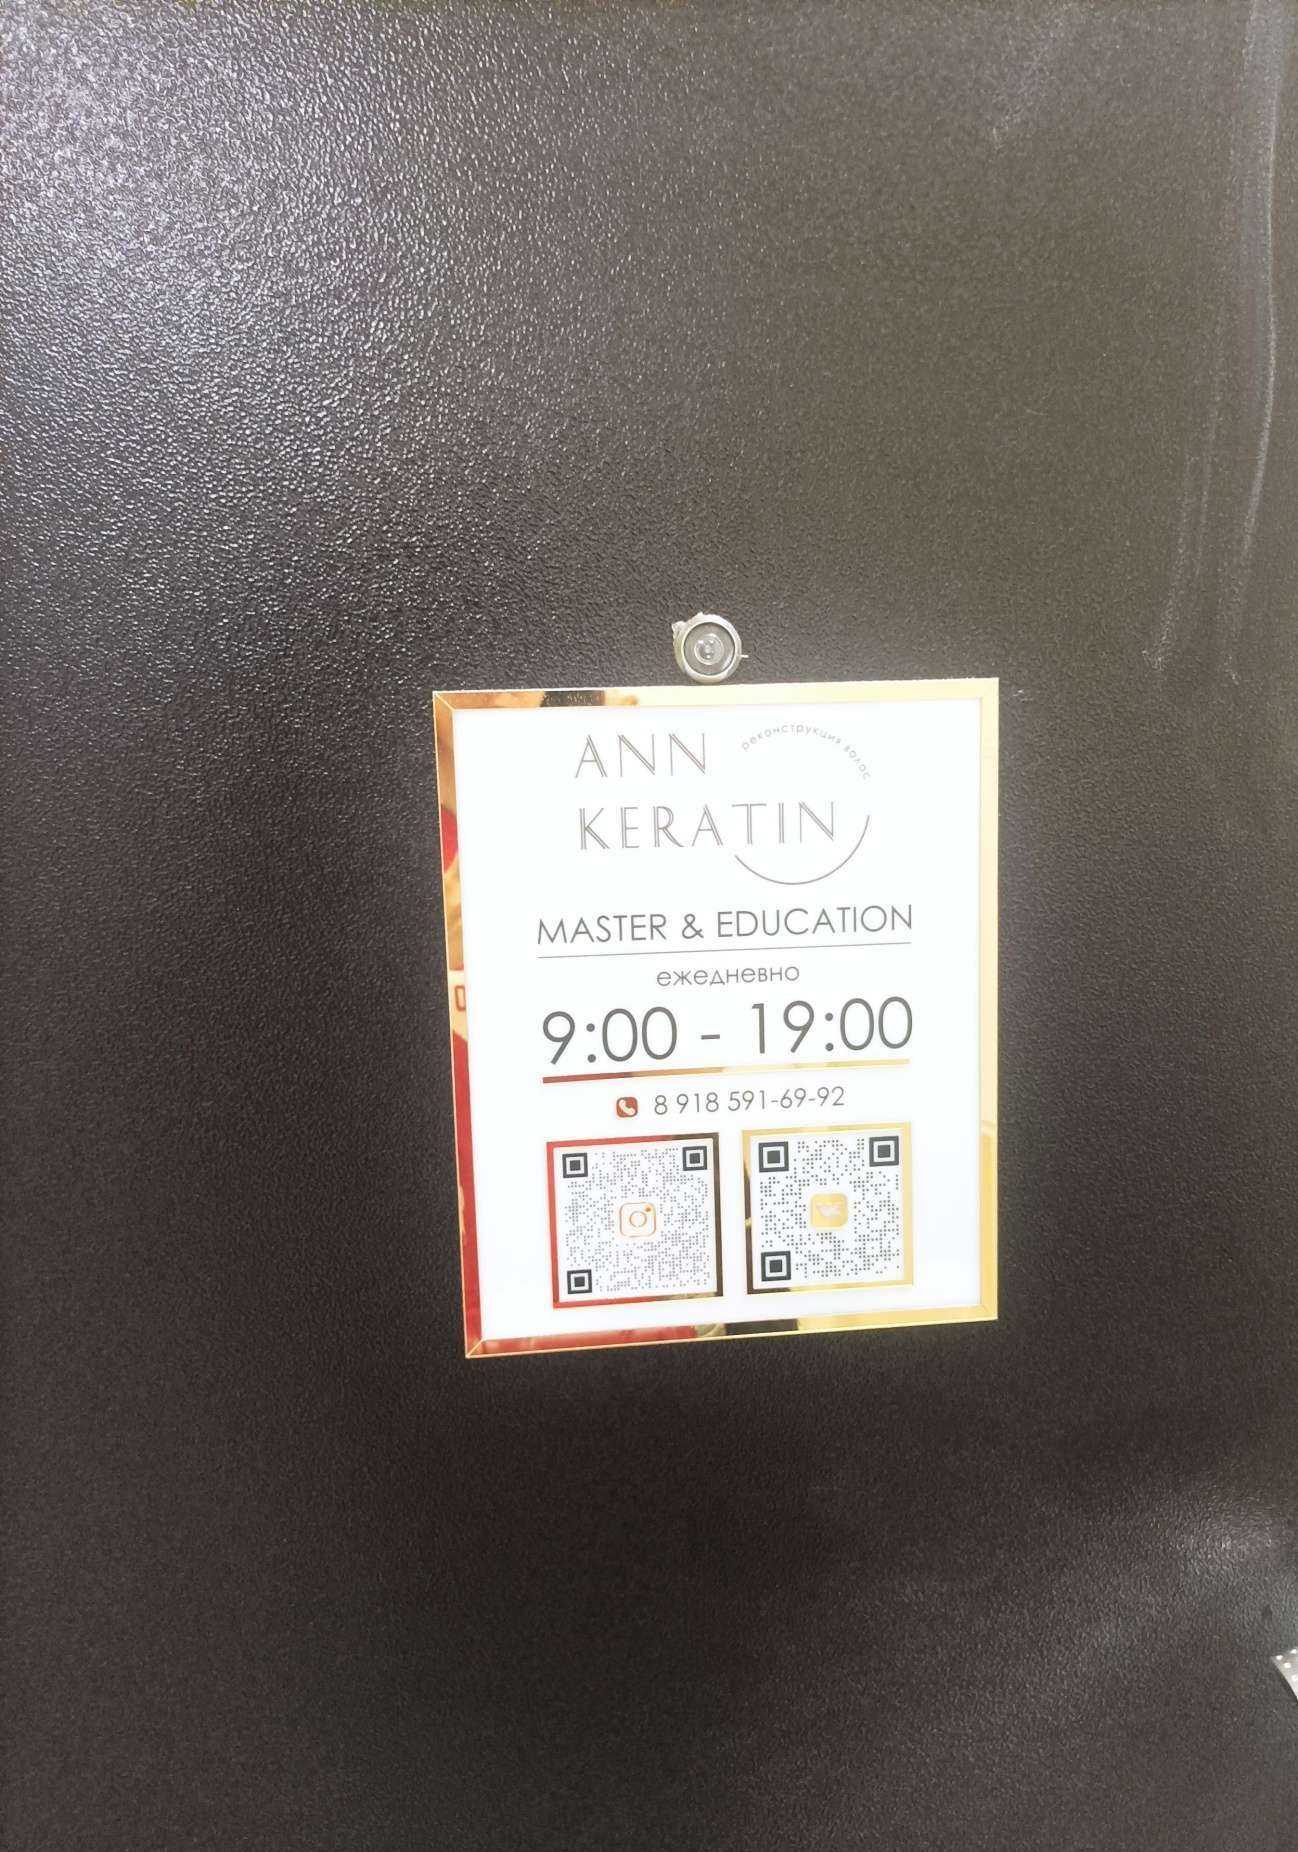 ANN
реконструкция волос
KERATIN
MASTER & EDUCATION
ежедневно
9:00 - 19:00
8 918 591-69-92